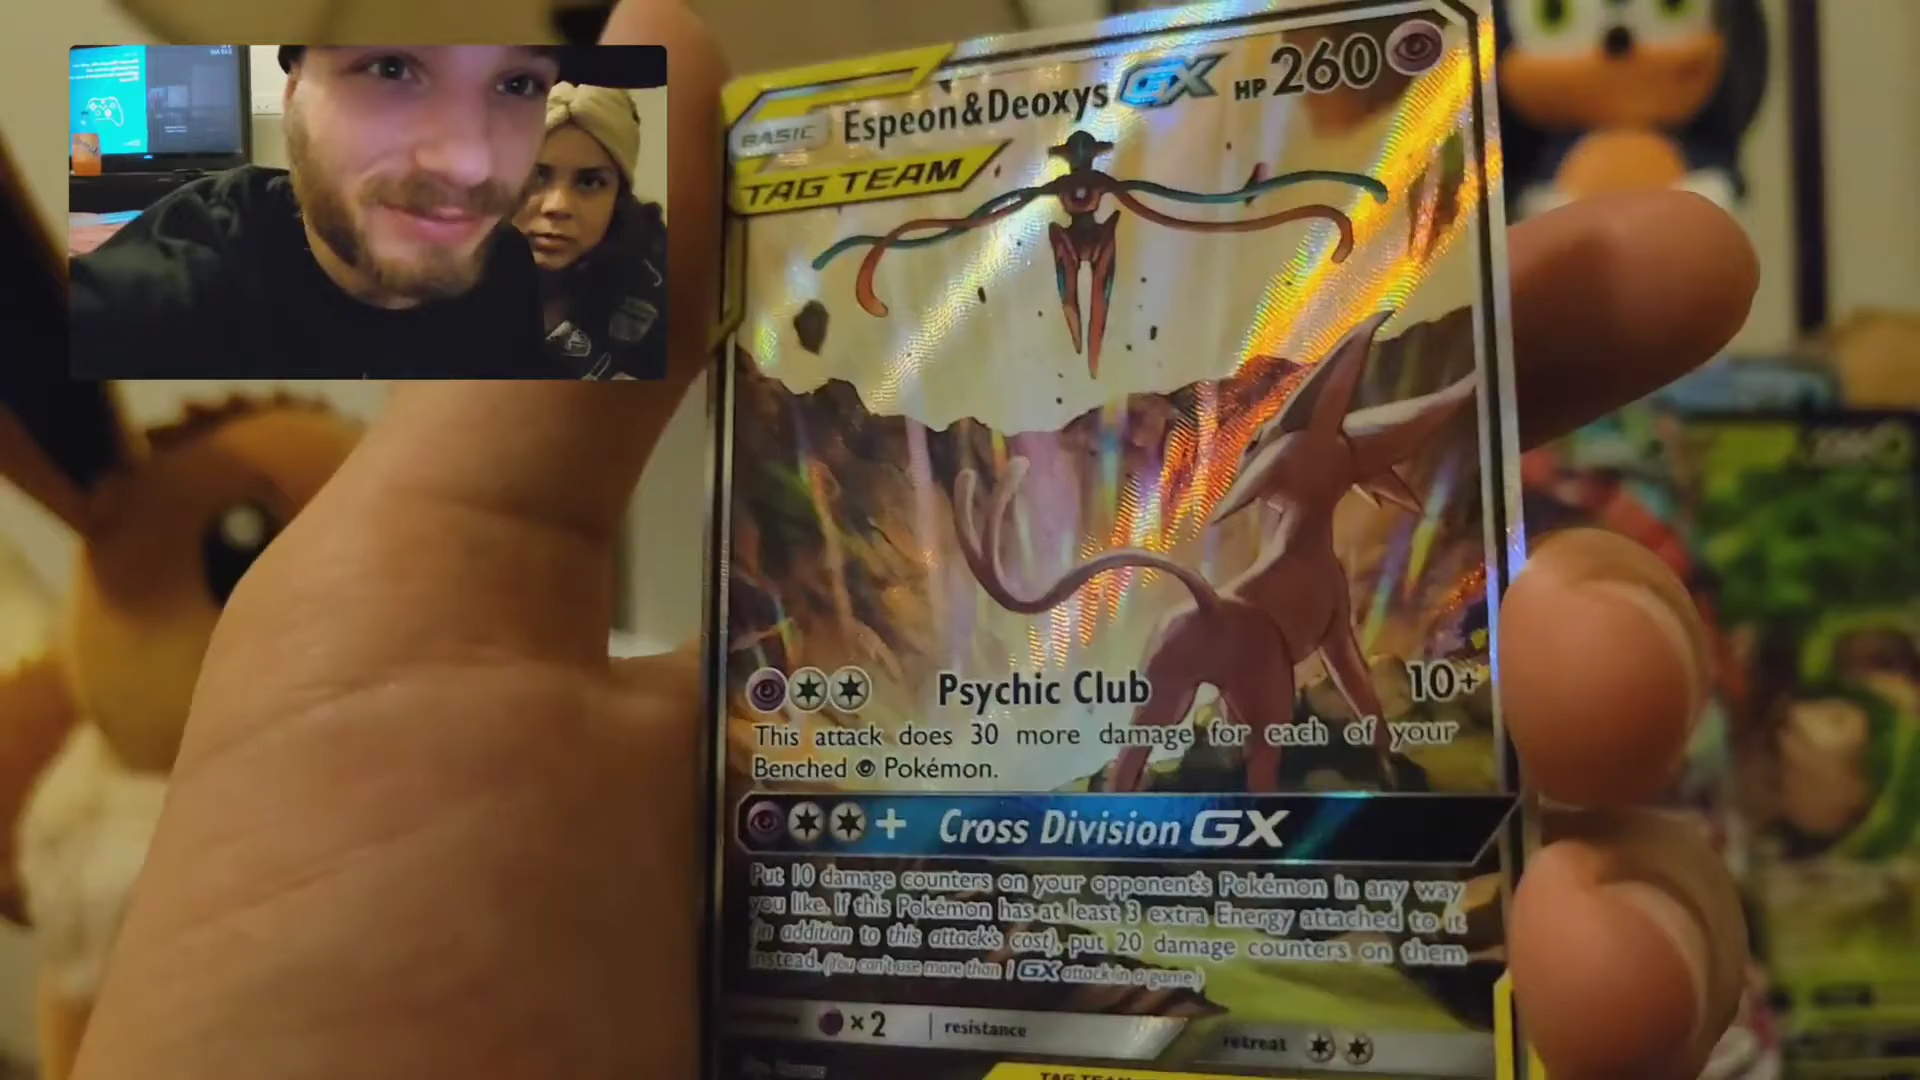 BASIC Espeon&Deoxys GX HP 260
TAG TEAM
Psychic Club 10+
This attack does 30 more damage for each of your
Benched Pokémon.
+ Cross Division GX
Put 10 damage counters on your opponent's Pokémon in any way
you like. If this Pokémon has at least 3 extra Energy attached to it
(in addition to this attack's cost), put 20 damage counters on them
instead. (You can't use more than 1 GX attack in a game.)
×2 resistance retreat
TAG TEAM